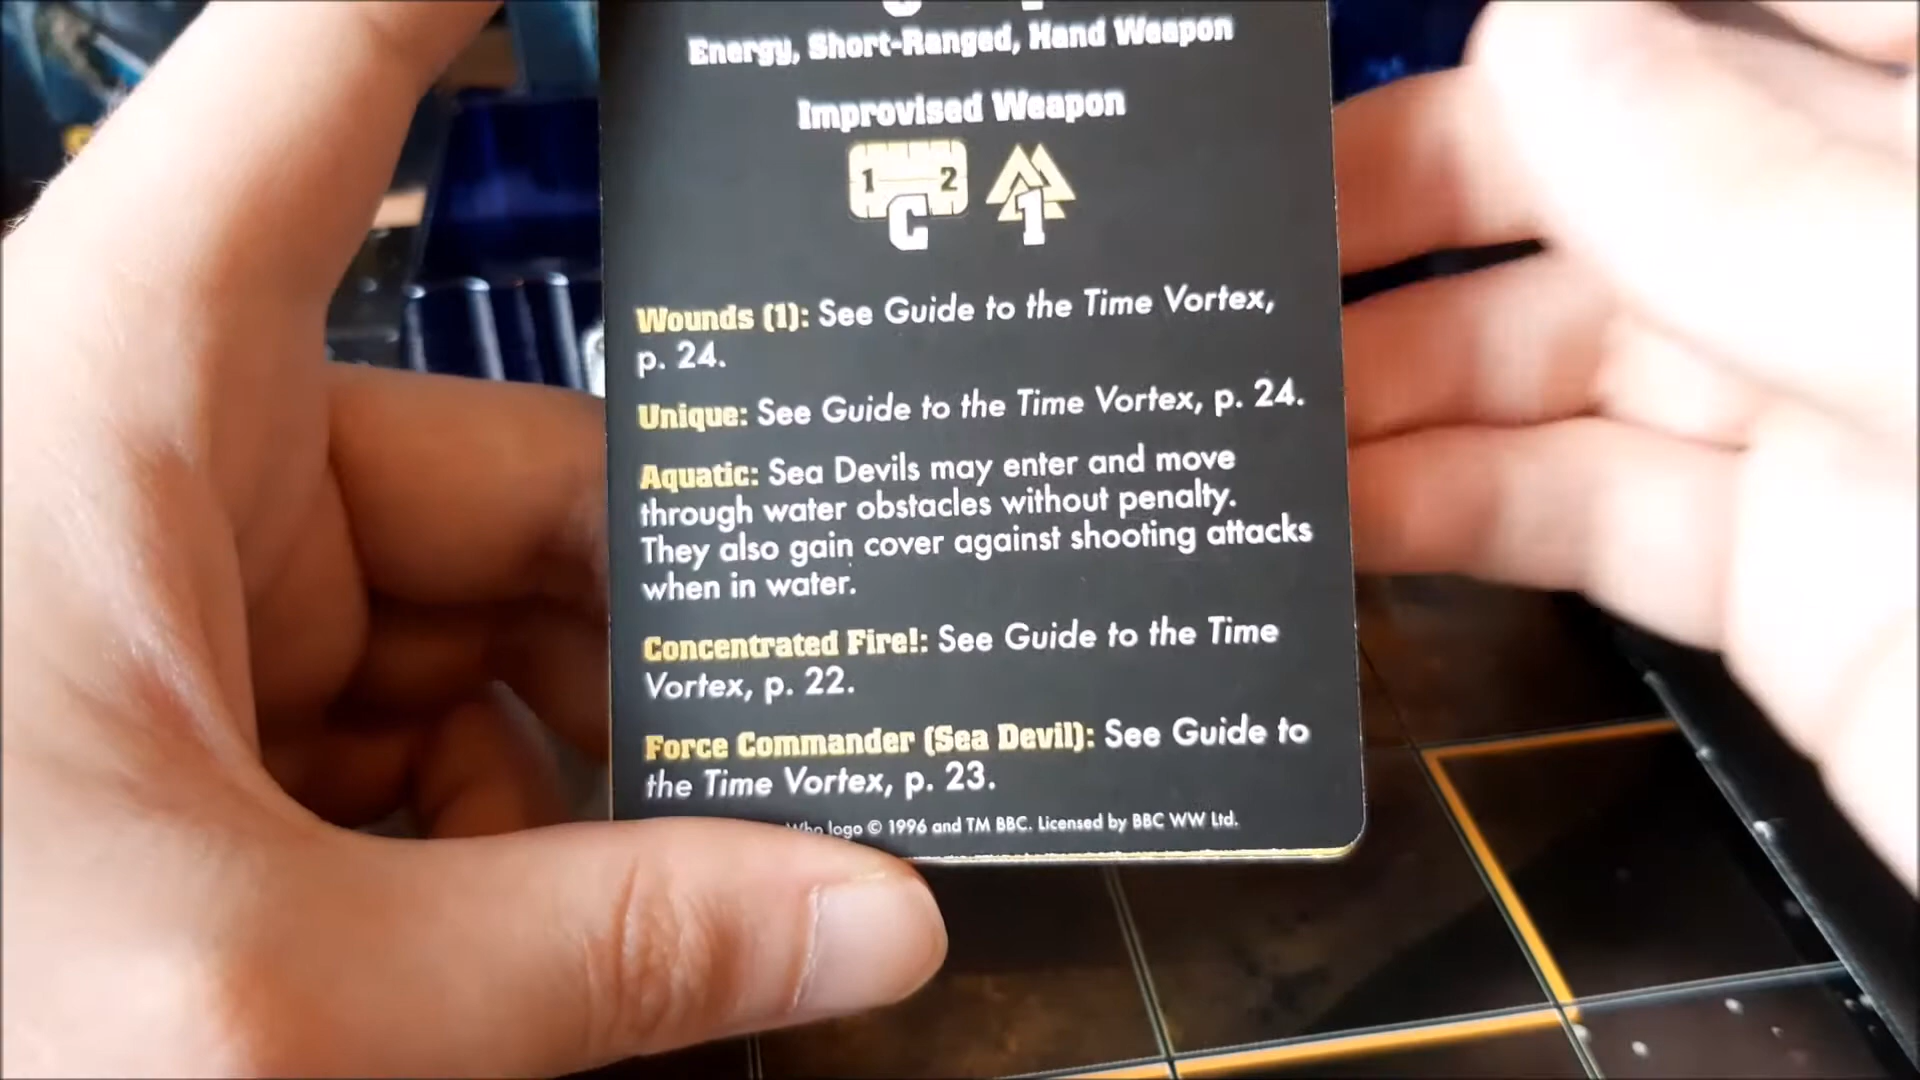 Energy, Short-Ranged, Hand Weapon
Improvised Weapon
1 2
C 1
Wounds (1): See Guide to the Time Vortex,
p. 24.
Unique: See Guide to the Time Vortex, p. 24.
Aquatic: Sea Devils may enter and move
through water obstacles without penalty.
They also gain cover against shooting attacks
when in water.
Concentrated Fire!: See Guide to the Time
Vortex, p. 22.
Force Commander (Sea Devil): See Guide to
the Time Vortex, p. 23.
Who logo © 1996 and TM BBC. Licensed by BBC WW Ltd.